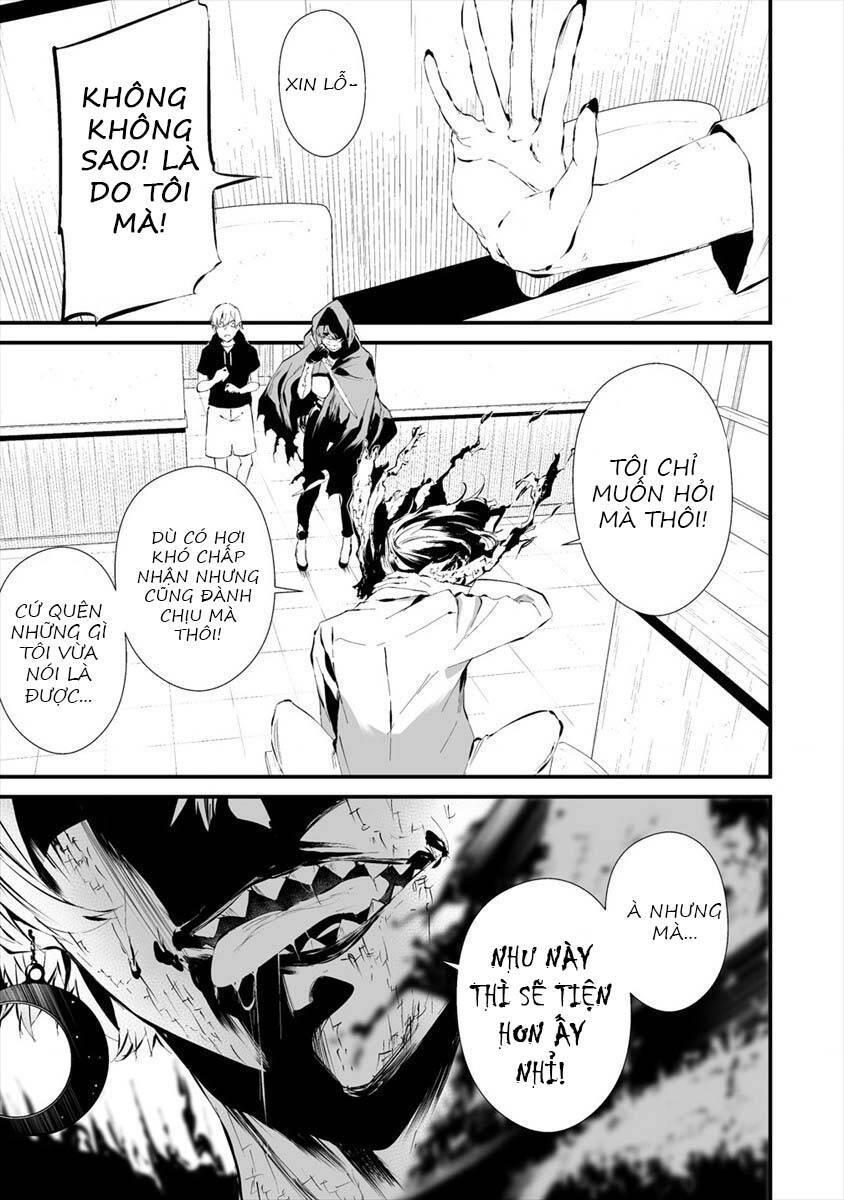 XIN LỖ-
KHÔNG
KHÔNG
SAO! LÀ
DO TÔI
MÀ!
TÔI CHỈ
MUỐN HỎI
MÀ THÔI!
DÙ CÓ HƠI
KHÓ CHẤP
NHẬN NHƯNG
CŨNG ĐÀNH
CHỊU MÀ
THÔI!
CỨ QUÊN
NHỮNG GÌ
TÔI VỪA
NÓI LÀ
ĐƯỢC...
À NHƯNG
MÀ...
NHƯ NÀY
THÌ SẼ TIỆN
HƠN ẤY
NHỈ!